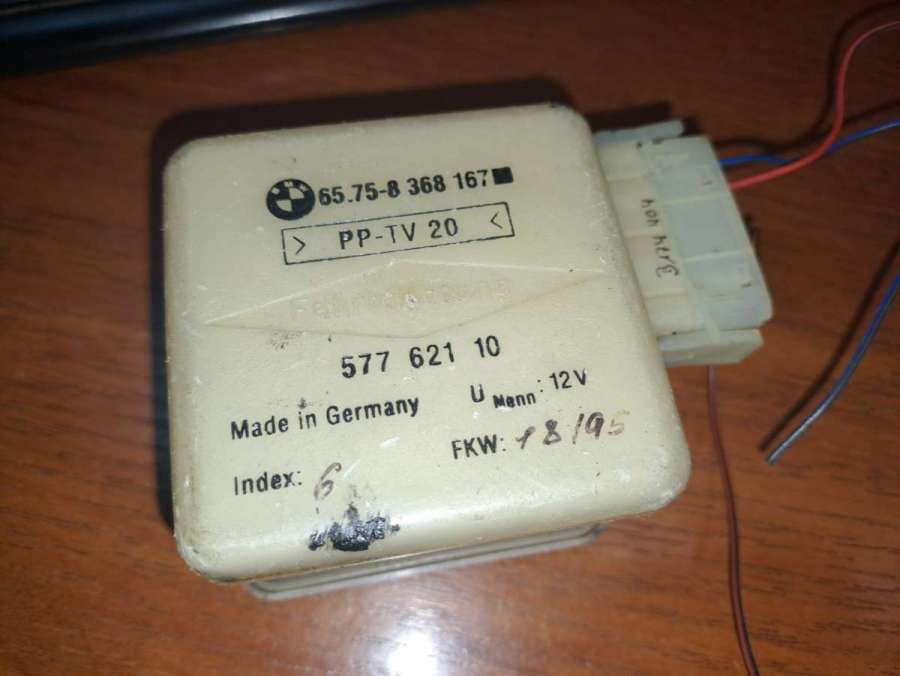 BMW 65.75-8 368 167
> PP-TV 20 <
577 621 10
Made in Germany
U Nenn: 12V
Index: 6
FKW: 18/95